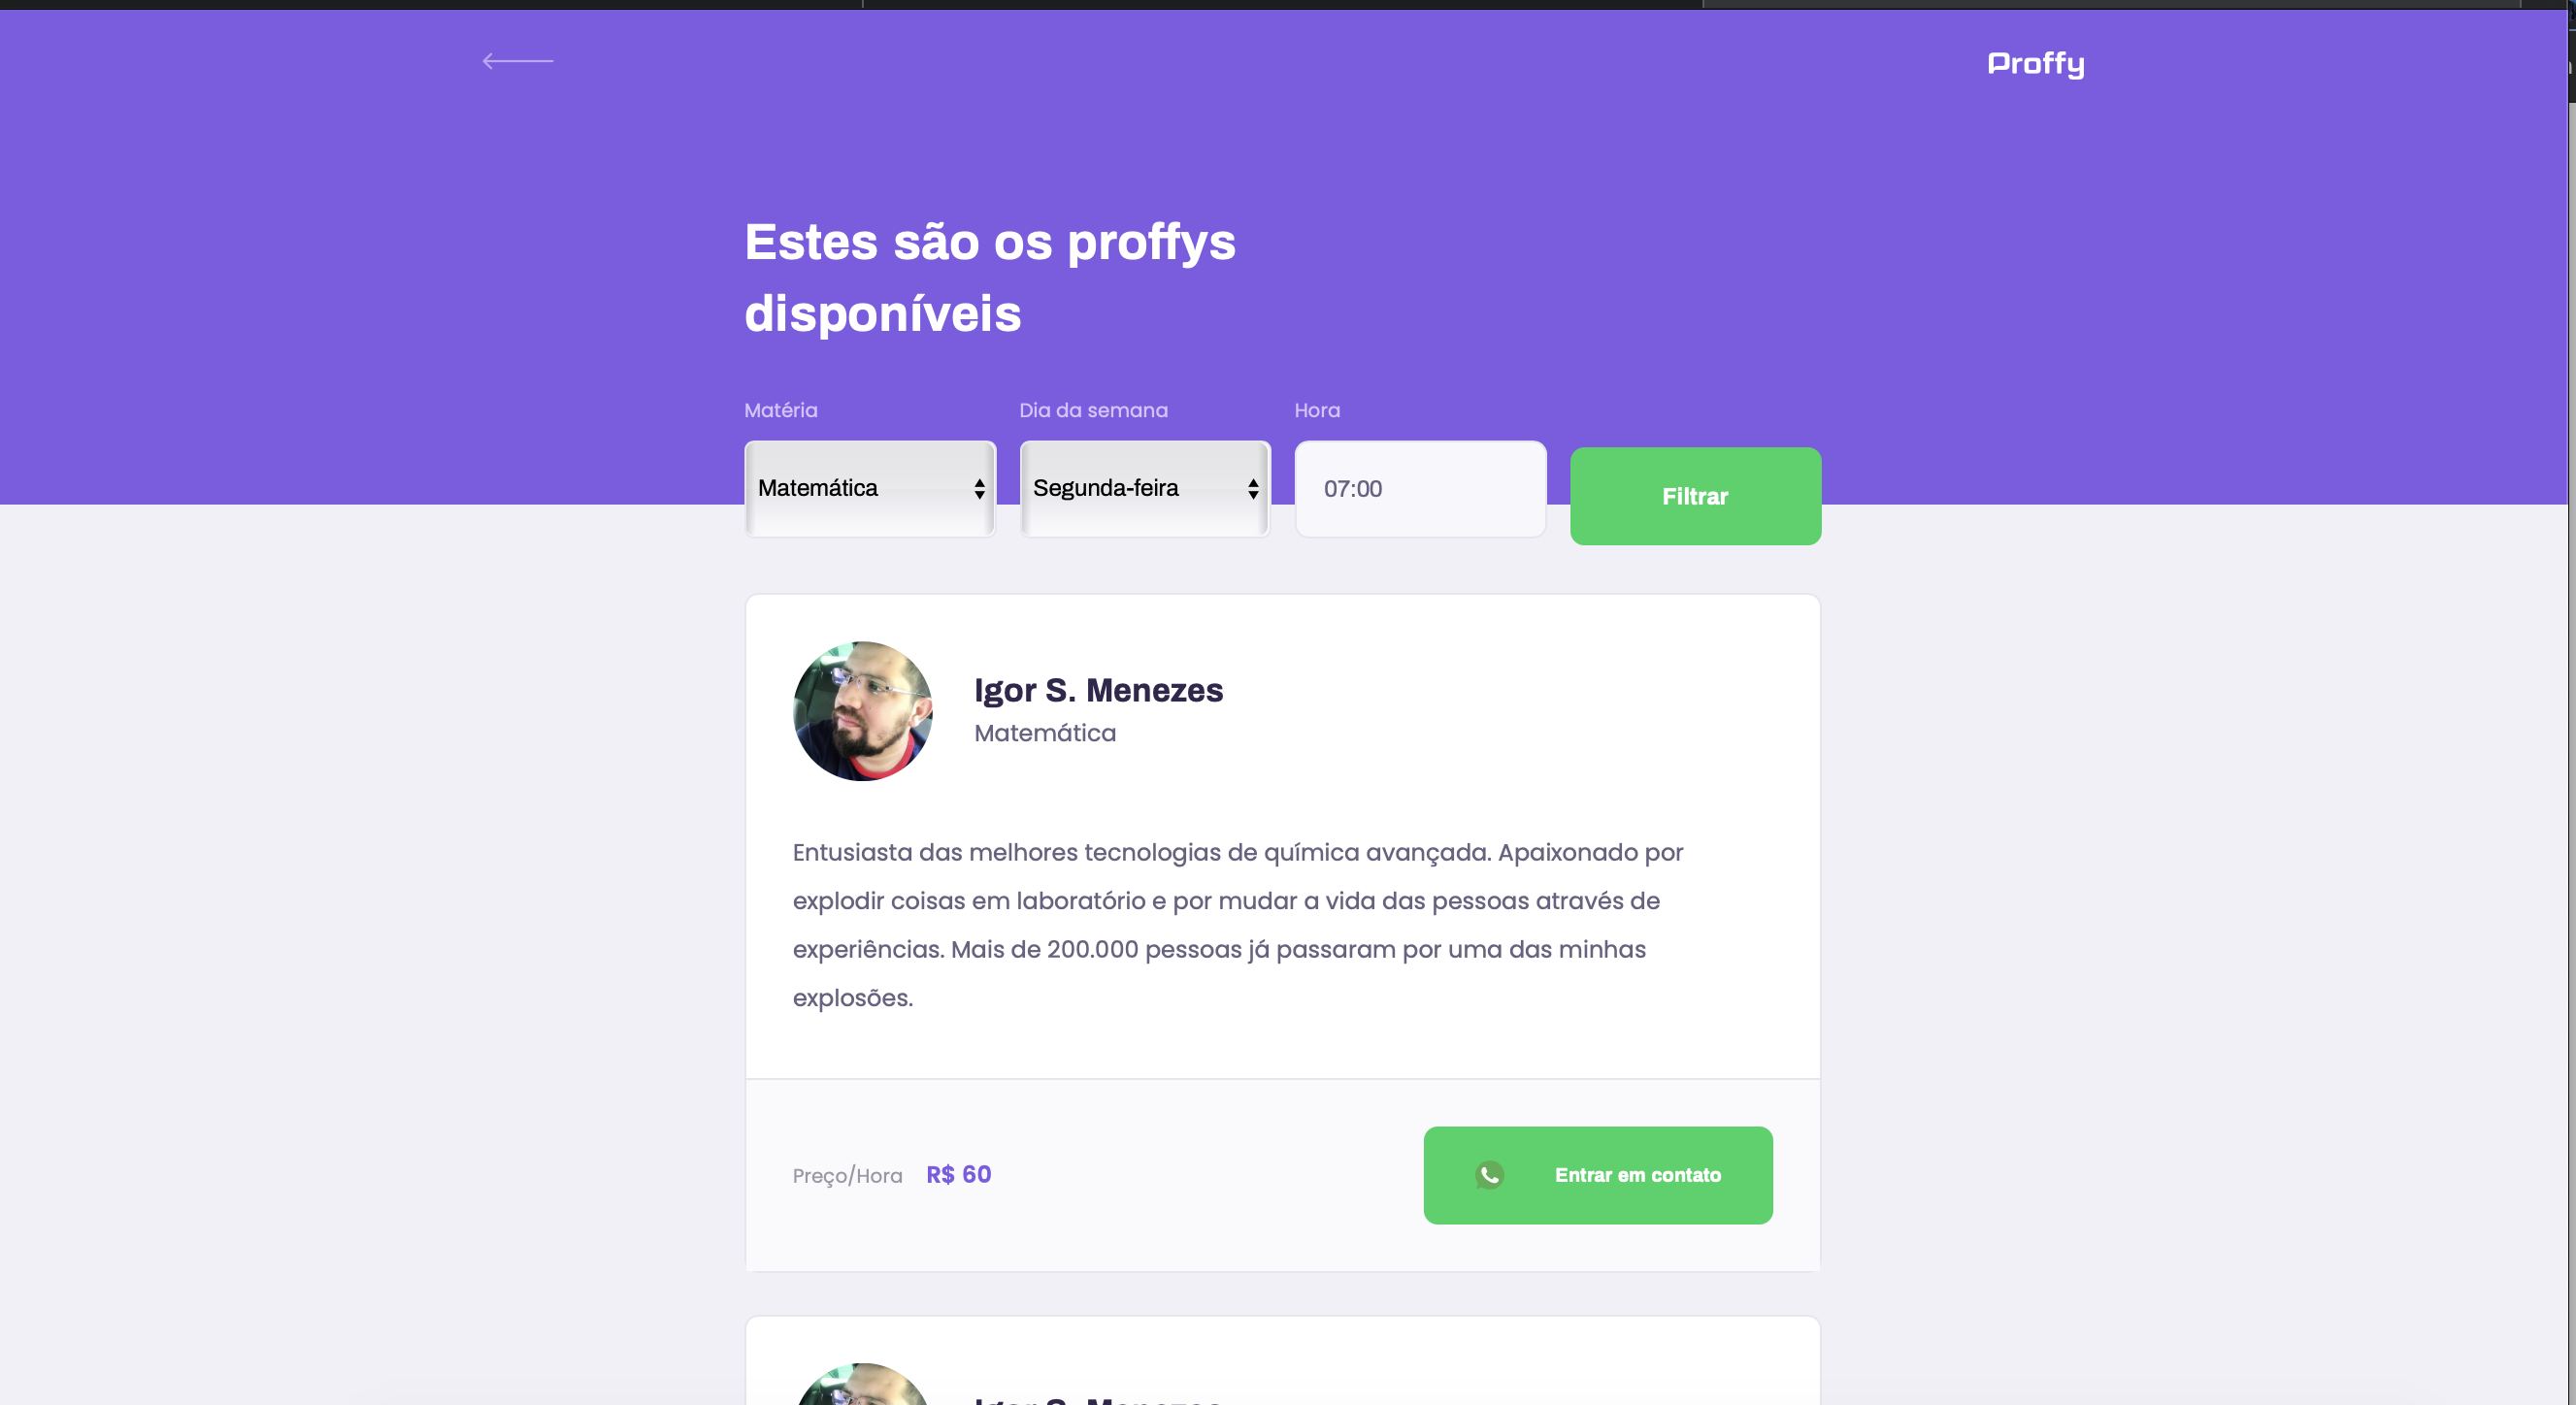 Proffy
Estes são os proffys
disponíveis
Matéria
Dia da semana
Hora
Matemática
Segunda-feira
07:00
Filtrar
Igor S. Menezes
Matemática
Entusiasta das melhores tecnologias de química avançada. Apaixonado por
explodir coisas em laboratório e por mudar a vida das pessoas através de
experiências. Mais de 200.000 pessoas já passaram por uma das minhas
explosões.
Preço/Hora R$ 60
Entrar em contato
Igor S. Menezes